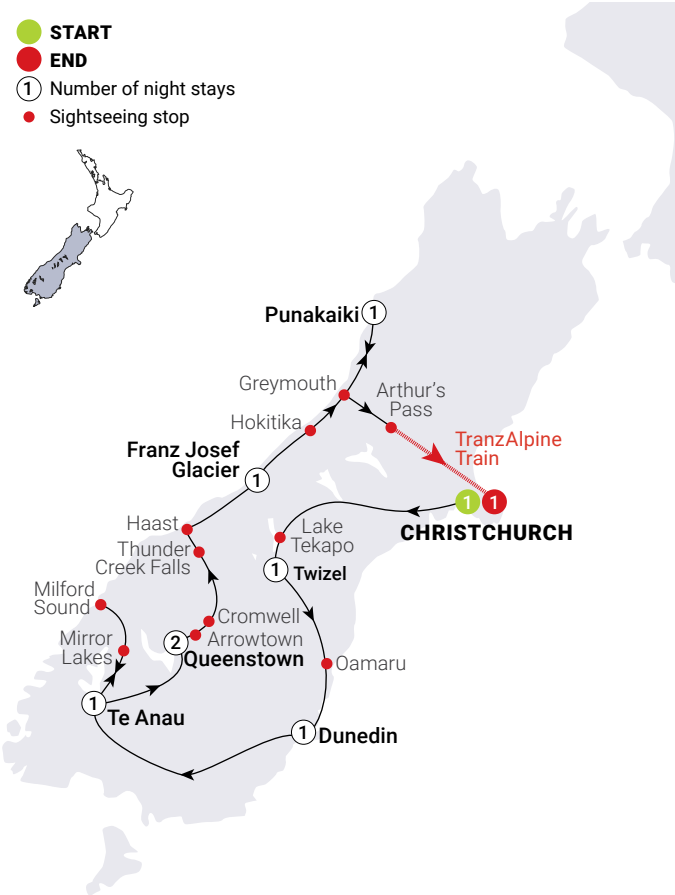 START
END
1 Number of night stays
Sightseeing stop
Punakaiki 1
Greymouth
Arthur's
Pass
Hokitika
TranzAlpine
Train
Franz Josef
Glacier
1
1 1
CHRISTCHURCH
Haast
Thunder
Creek Falls
Lake
Tekapo
1 Twizel
Milford
Sound
Cromwell
Arrowtown
2
Queenstown
Mirror
Lakes
Oamaru
1
Te Anau
1 Dunedin